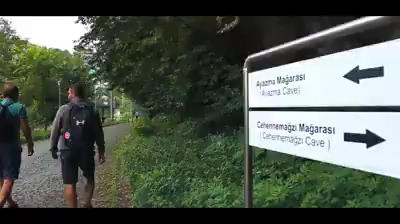 Ayazma Mağarası
(Ayazma Cave)
Cehennemağzı Mağarası
( Cehennemağzı Cave )